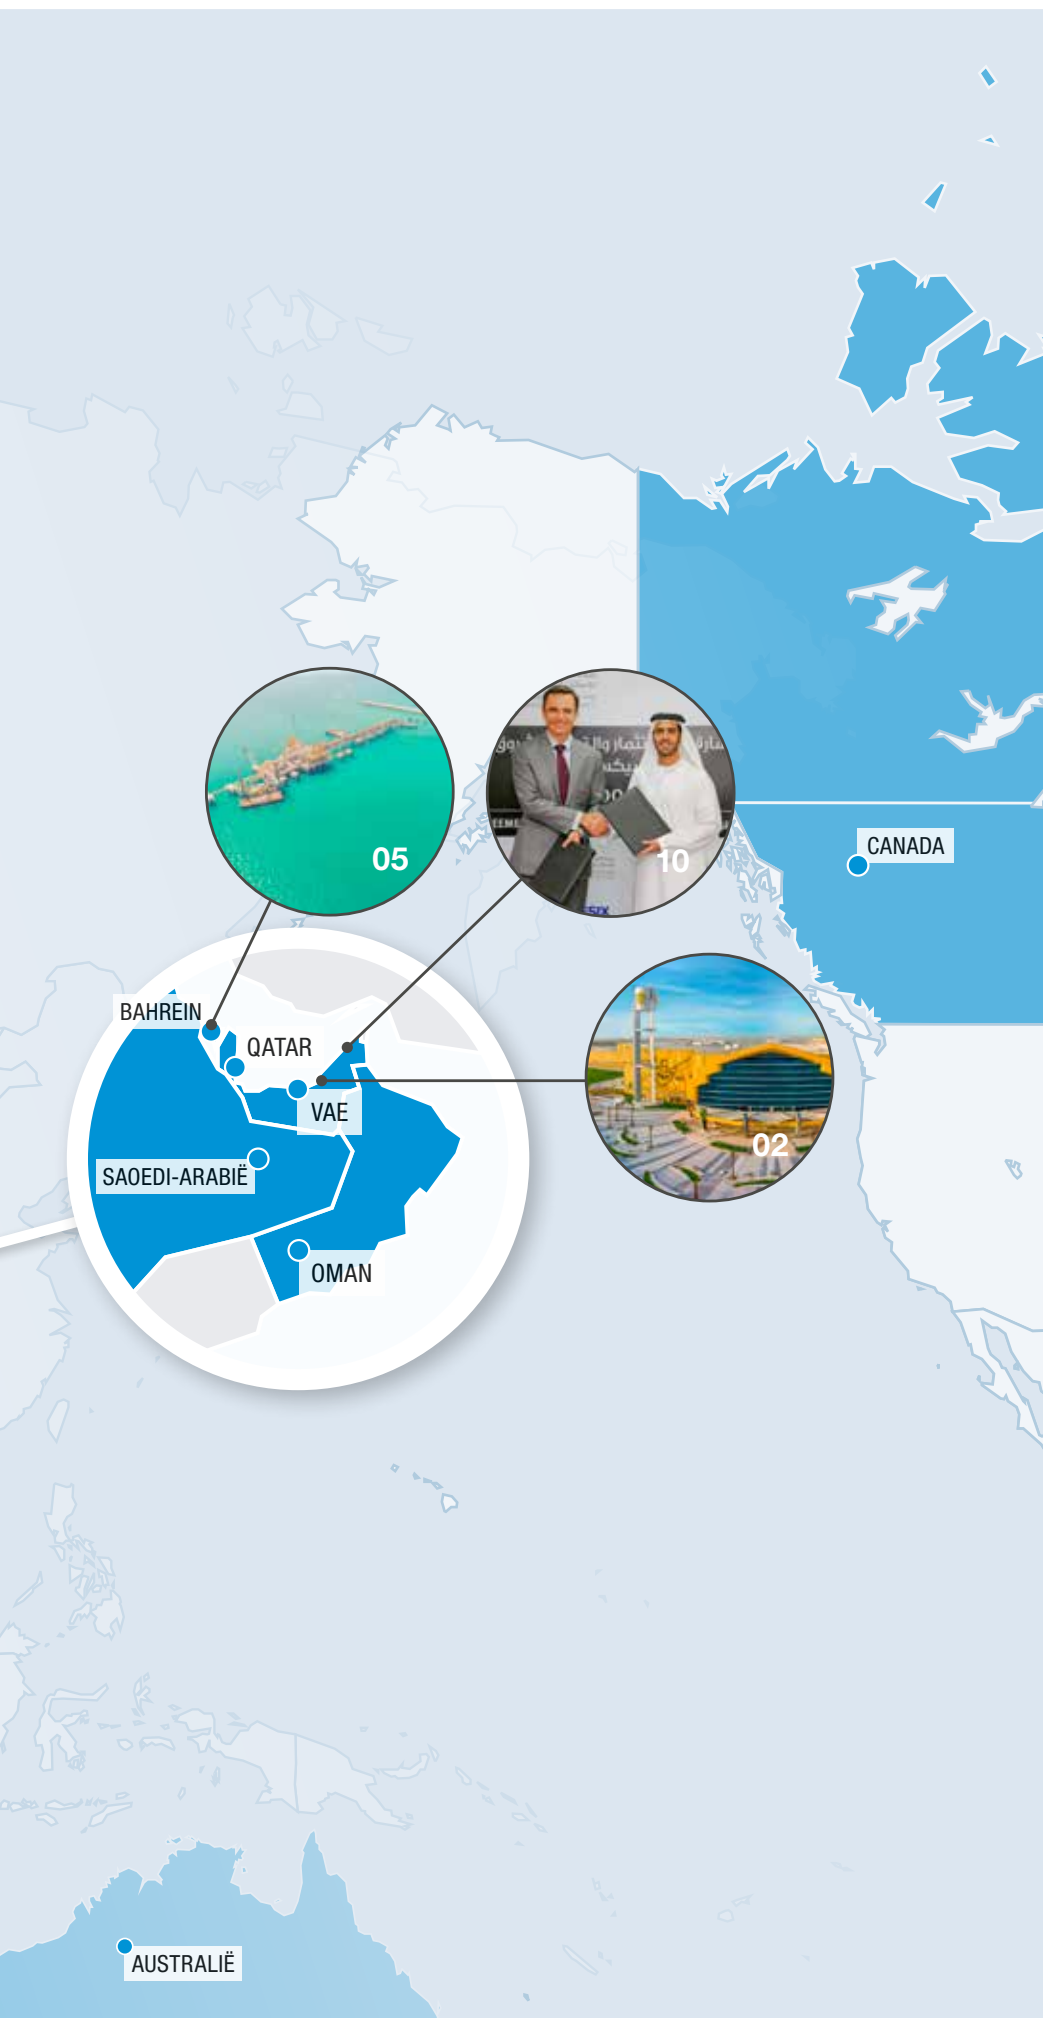 05
10
CANADA
BAHREIN
QATAR
VAE
02
SAOEDI-ARABIË
OMAN
AUSTRALIË